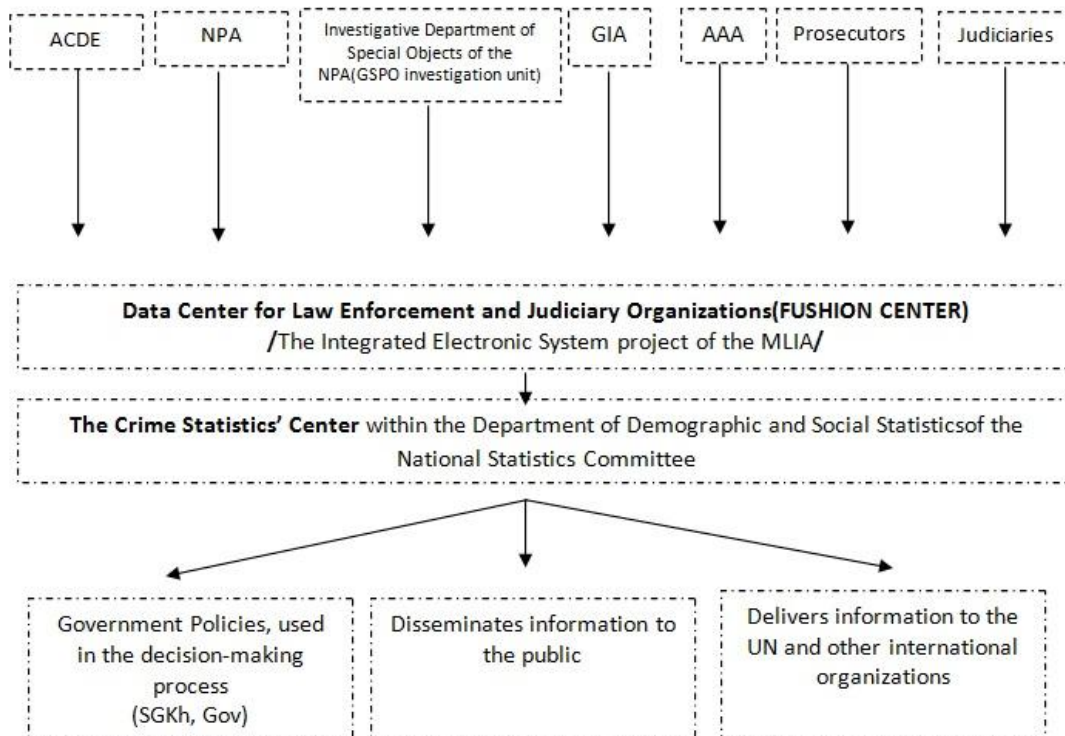 ACDE
NPA
Investigative Department of
Special Objects of the
NPA(GSPO investigation unit)
GIA
AAA
Prosecutors
Judiciaries
Data Center for Law Enforcement and Judiciary Organizations(FUSHION CENTER)
/The Integrated Electronic System project of the MLIA/
The Crime Statistics’ Center within the Department of Demographic and Social Statisticsof the
National Statistics Committee
Government Policies, used
in the decision-making
process
(SGKh, Gov)
Disseminates information to
the public
Delivers information to the
UN and other international
organizations